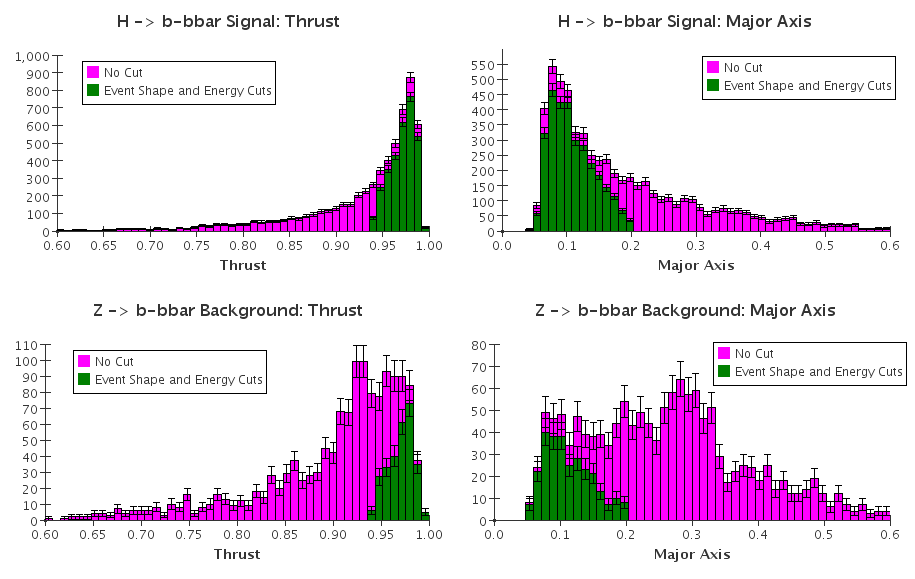 H -> b-bbar Signal: Thrust
1,000
900
800
700
600
500
400
300
200
100
0
No Cut
Event Shape and Energy Cuts
0.60 0.65 0.70 0.75 0.80 0.85 0.90 0.95 1.00
Thrust
H -> b-bbar Signal: Major Axis
550
500
450
400
350
300
250
200
150
100
50
0
No Cut
Event Shape and Energy Cuts
0.0 0.1 0.2 0.3 0.4 0.5 0.6
Major Axis
Z -> b-bbar Background: Thrust
110
100
90
80
70
60
50
40
30
20
10
0
No Cut
Event Shape and Energy Cuts
0.60 0.65 0.70 0.75 0.80 0.85 0.90 0.95 1.00
Thrust
Z -> b-bbar Background: Major Axis
80
70
60
50
40
30
20
10
0
No Cut
Event Shape and Energy Cuts
0.0 0.1 0.2 0.3 0.4 0.5 0.6
Major Axis